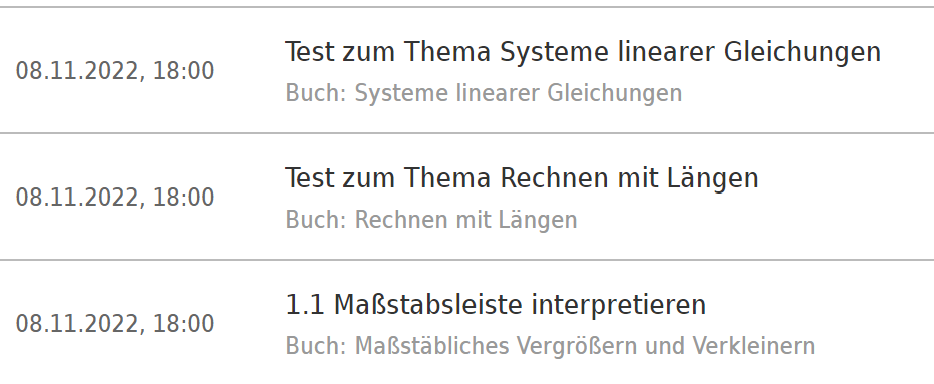 08.11.2022, 18:00
Test zum Thema Systeme linearer Gleichungen
Buch: Systeme linearer Gleichungen
08.11.2022, 18:00
Test zum Thema Rechnen mit Längen
Buch: Rechnen mit Längen
08.11.2022, 18:00
1.1 Maßstabsleiste interpretieren
Buch: Maßstäbliches Vergrößern und Verkleinern